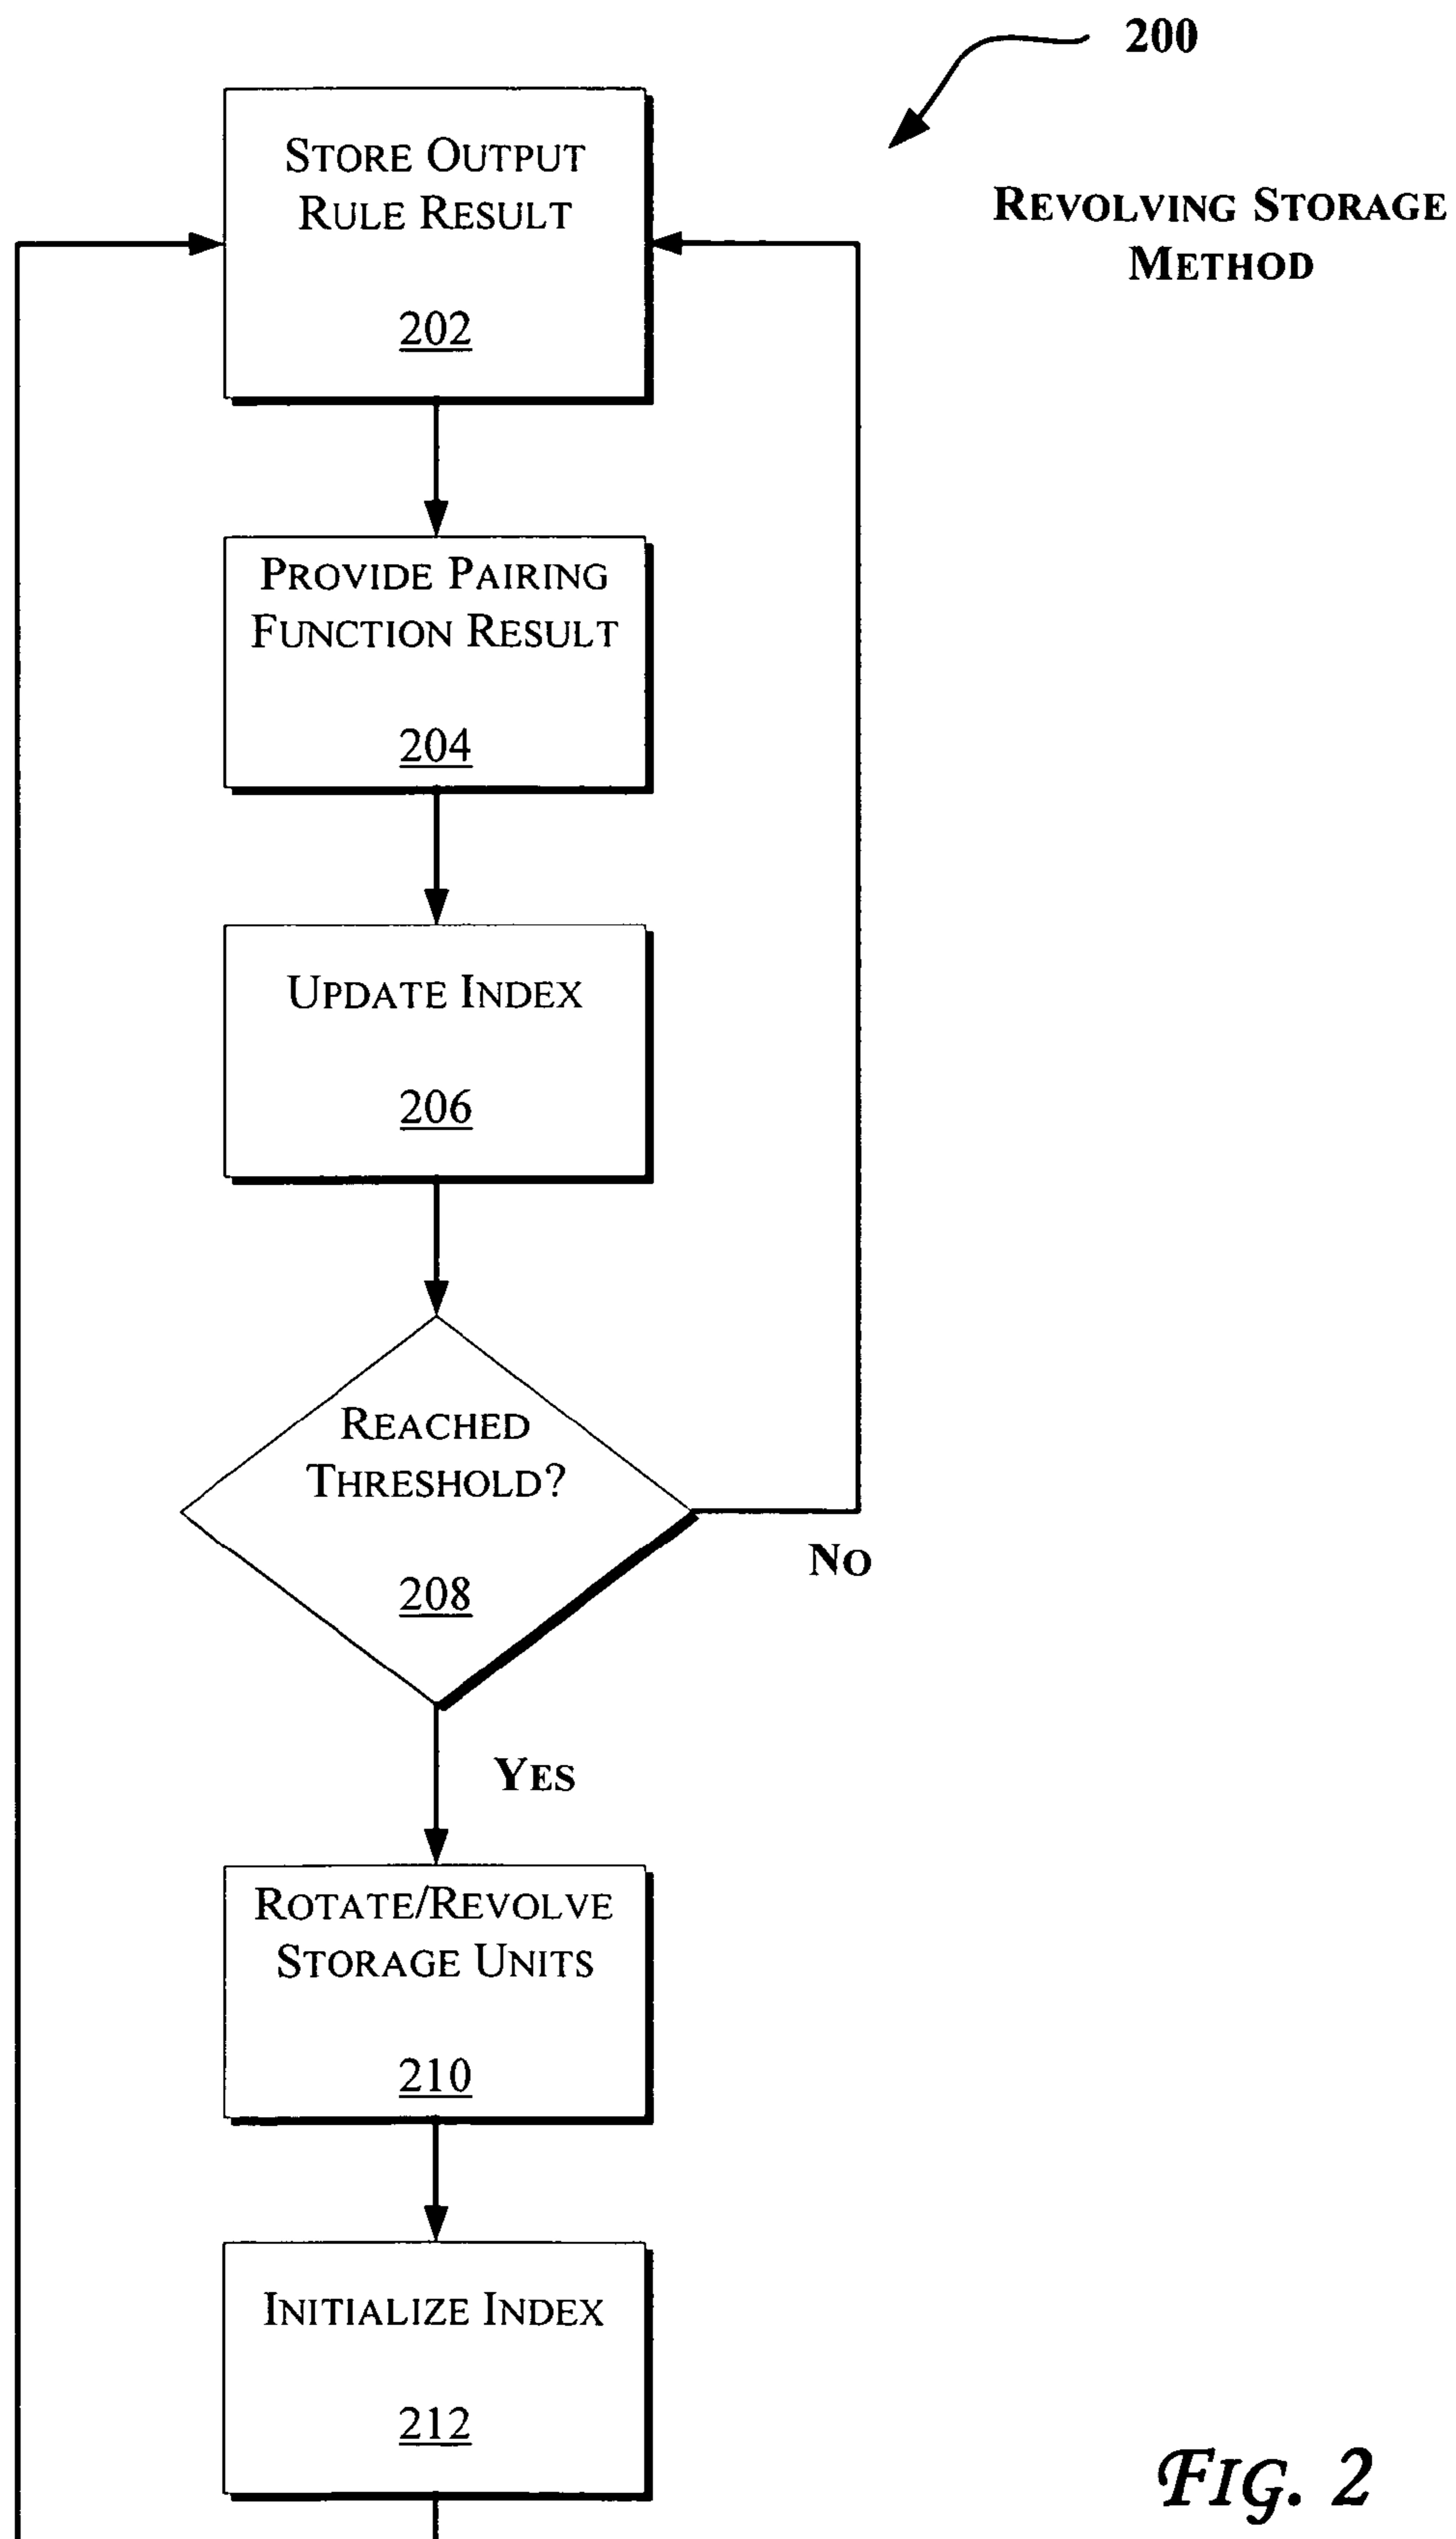 200
REVOLVING STORAGE
METHOD
STORE OUTPUT
RULE RESULT
202
PROVIDE PAIRING
FUNCTION RESULT
204
UPDATE INDEX
206
REACHED
THRESHOLD?
208
NO
YES
ROTATE/REVOLVE
STORAGE UNITS
210
INITIALIZE INDEX
212
FIG. 2